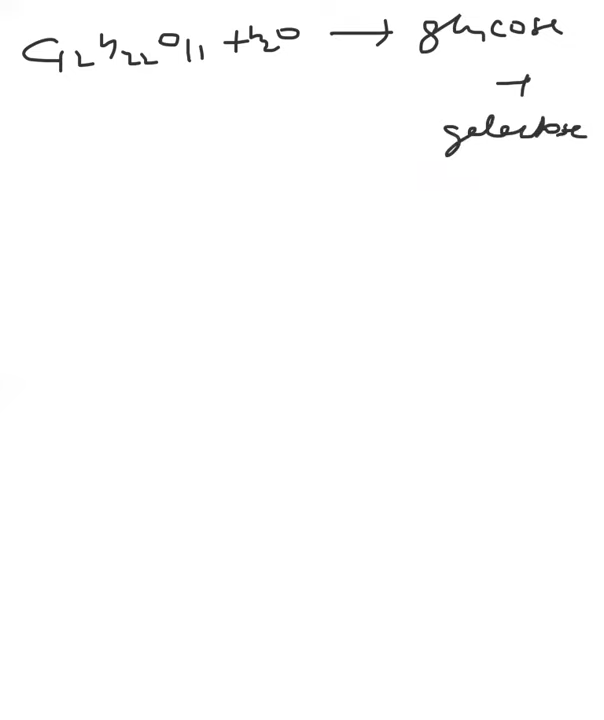 C12H22O11 + H2O → glucose
+
galactose